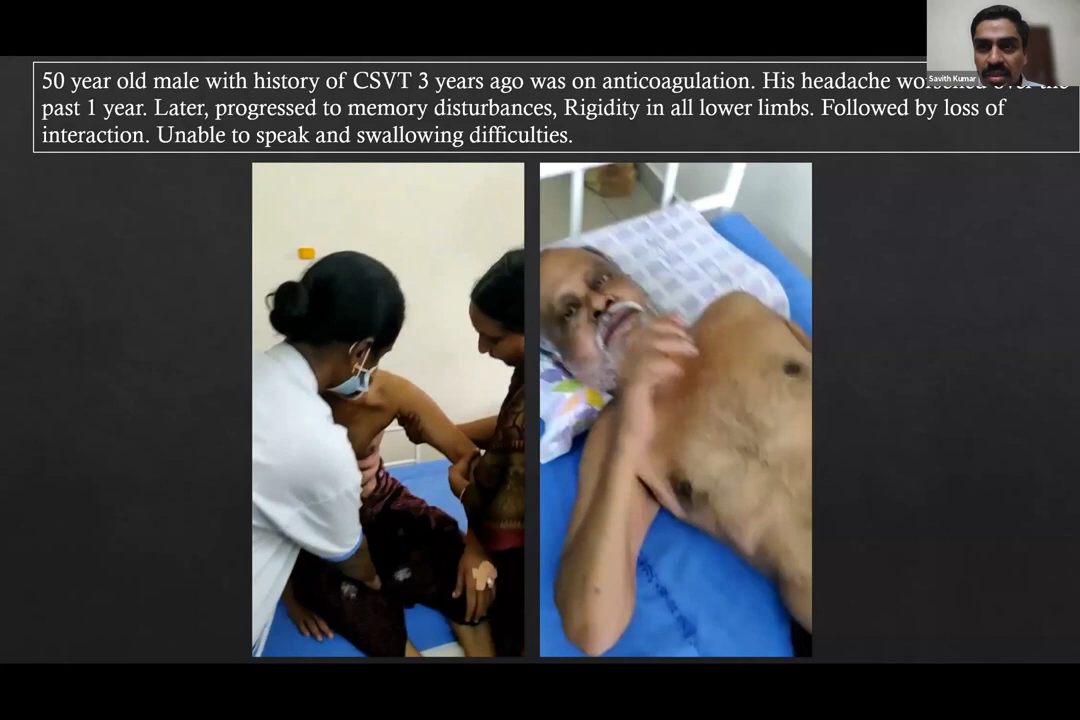 50 year old male with history of CSVT 3 years ago was on anticoagulation. His headache
past 1 year. Later, progressed to memory disturbances, Rigidity in all lower limbs. Followed by loss of
interaction. Unable to speak and swallowing difficulties.
Savith Kumar